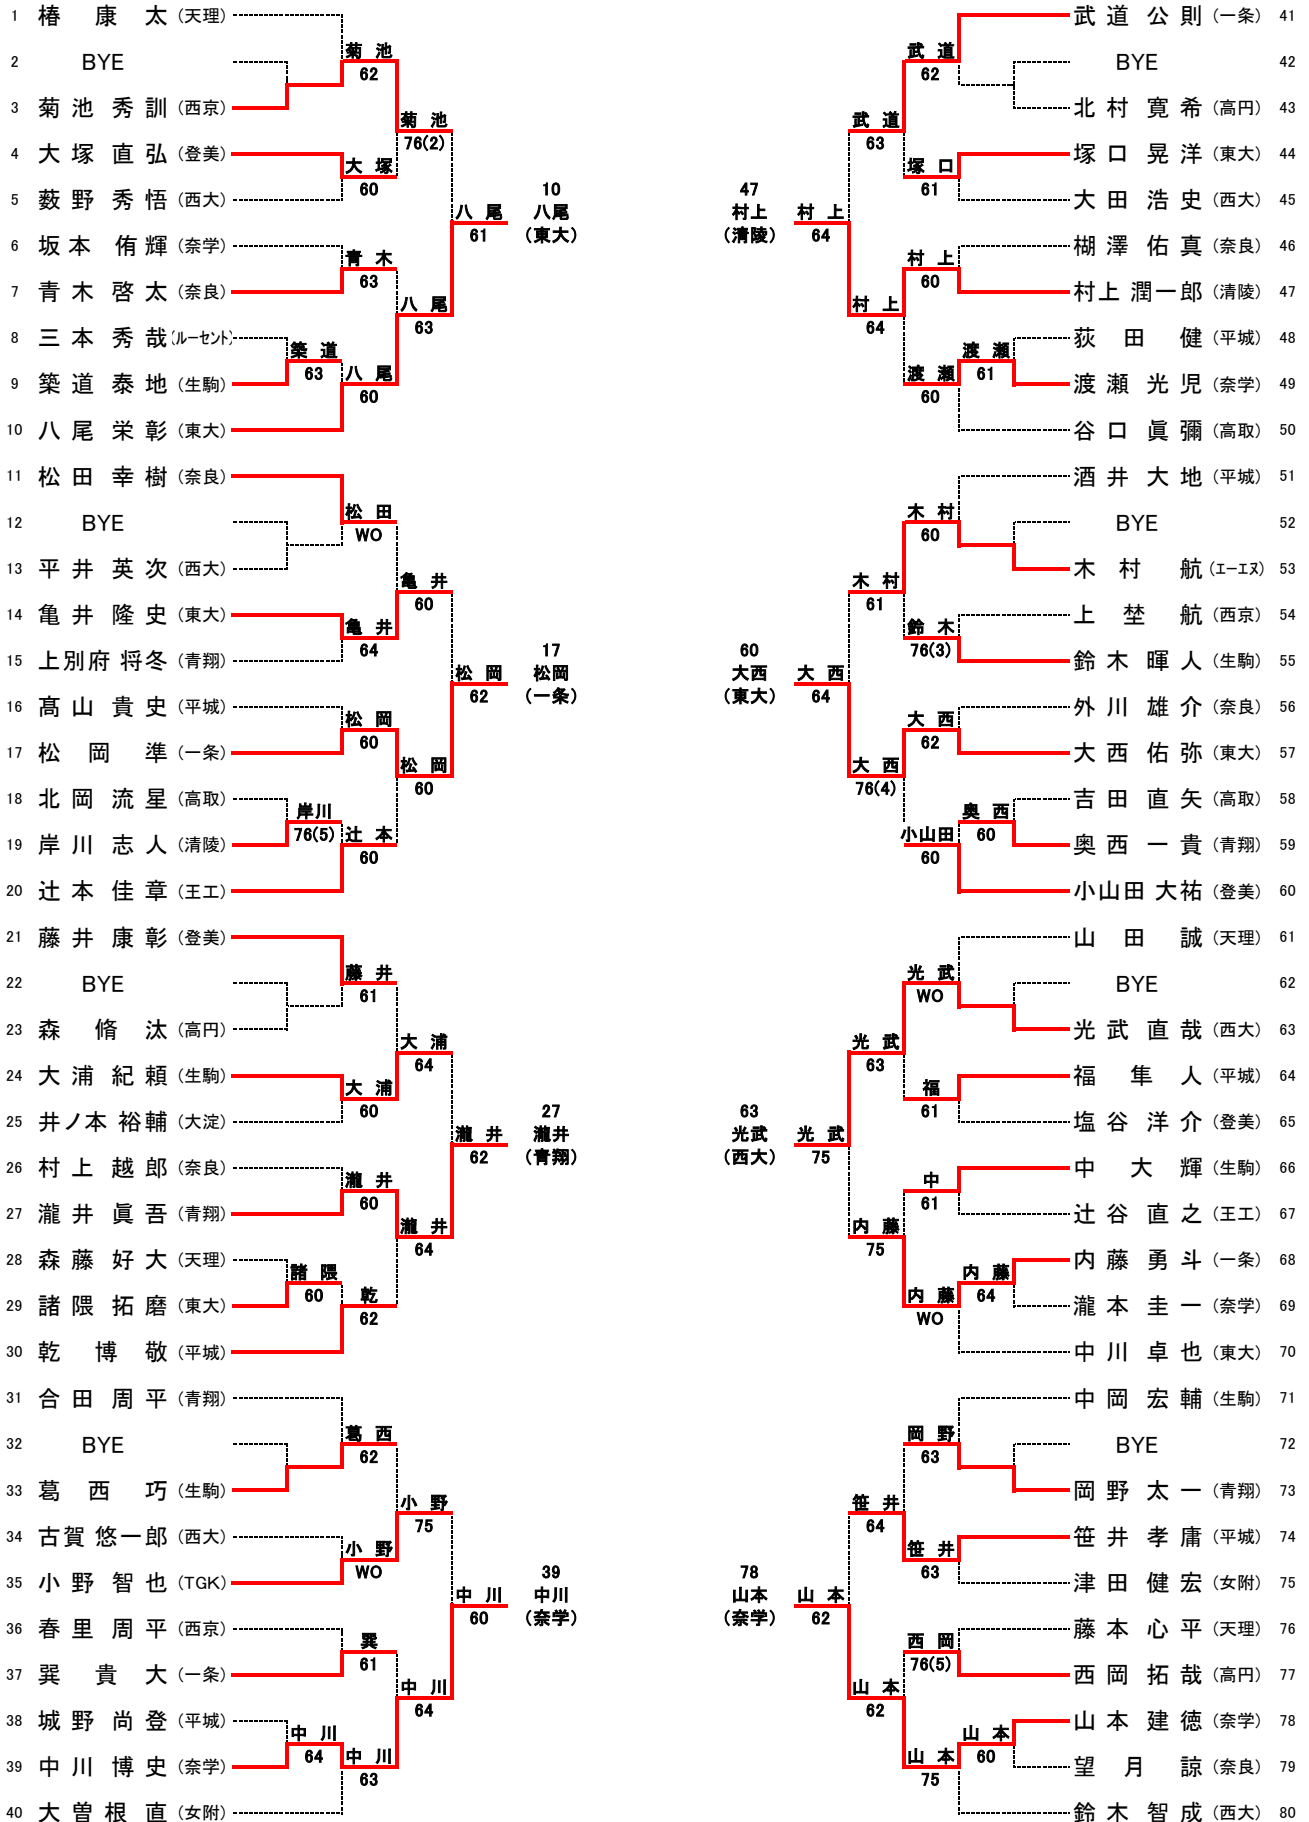 1 椿 康 太 (天理)
2 BYE
3 菊 池 秀 訓 (西京)
4 大 塚 直 弘 (登美)
5 薮 野 秀 悟 (西大)
6 坂 本 侑 輝 (奈学)
7 青 木 啓 太 (奈良)
8 三 本 秀 哉 (ルーセント)
9 築 道 泰 地 (生駒)
10 八 尾 栄 彰 (東大)
11 松 田 幸 樹 (奈良)
12 BYE
13 平 井 英 次 (西大)
14 亀 井 隆 史 (東大)
15 上別府 将冬 (青翔)
16 髙 山 貴 史 (平城)
17 松 岡 準 (一条)
18 北 岡 流 星 (高取)
19 岸 川 志 人 (清陵)
20 辻 本 佳 章 (王工)
21 藤 井 康 彰 (登美)
22 BYE
23 森 脩 汰 (高円)
24 大 浦 紀 頼 (生駒)
25 井ノ本 裕輔 (大淀)
26 村 上 越 郎 (奈良)
27 瀧 井 眞 吾 (青翔)
28 森 藤 好 大 (天理)
29 諸 隈 拓 磨 (東大)
30 乾 博 敬 (平城)
31 合 田 周 平 (青翔)
32 BYE
33 葛 西 巧 (生駒)
34 古賀 悠一郎 (西大)
35 小 野 智 也 (TGK)
36 春 里 周 平 (西京)
37 巽 貴 大 (一条)
38 城 野 尚 登 (平城)
39 中 川 博 史 (奈学)
40 大 曽 根 直 (女附)
築 道
63
岸川
76(5)
諸 隈
60
中 川
64
菊 池
62
大 塚
60
青 木
63
八 尾
60
松 田
WO
亀 井
64
松 岡
60
辻 本
60
藤 井
61
大 浦
60
瀧 井
60
乾
62
葛 西
62
小 野
WO
巽
61
中 川
63
菊 池
76(2)
八 尾
63
亀 井
60
松 岡
60
大 浦
64
瀧 井
64
小 野
75
中 川
64
八 尾
61
松 岡
62
瀧 井
62
中 川
60
10
八尾
(東大)
17
松岡
(一条)
27
瀧井
(青翔)
39
中川
(奈学)
47
村上
(清陵)
60
大西
(東大)
63
光武
(西大)
78
山本
(奈学)
村 上
64
大 西
64
光 武
75
山 本
62
武 道
63
村 上
64
木 村
61
大 西
76(4)
光 武
63
内 藤
75
笹 井
64
山 本
62
武 道
62
塚 口
61
村 上
60
渡 瀬
60
木 村
60
鈴 木
76(3)
大 西
62
小山田
60
光 武
WO
福
61
中
61
内 藤
WO
岡 野
63
笹 井
63
西 岡
76(5)
山 本
75
渡 瀬
61
奥 西
60
内 藤
64
山 本
60
武 道 公 則 (一条) 41
BYE 42
北 村 寛 希 (高円) 43
塚 口 晃 洋 (東大) 44
大 田 浩 史 (西大) 45
楜 澤 佑 真 (奈良) 46
村上 潤一郎 (清陵) 47
荻 田 健 (平城) 48
渡 瀬 光 児 (奈学) 49
谷 口 眞 彌 (高取) 50
酒 井 大 地 (平城) 51
BYE 52
木 村 航 (エーエヌ) 53
上 埜 航 (西京) 54
鈴 木 暉 人 (生駒) 55
外 川 雄 介 (奈良) 56
大 西 佑 弥 (東大) 57
吉 田 直 矢 (高取) 58
奥 西 一 貴 (青翔) 59
小山田 大祐 (登美) 60
山 田 誠 (天理) 61
BYE 62
光 武 直 哉 (西大) 63
福 隼 人 (平城) 64
塩 谷 洋 介 (登美) 65
中 大 輝 (生駒) 66
辻 谷 直 之 (王工) 67
内 藤 勇 斗 (一条) 68
瀧 本 圭 一 (奈学) 69
中 川 卓 也 (東大) 70
中 岡 宏 輔 (生駒) 71
BYE 72
岡 野 太 一 (青翔) 73
笹 井 孝 庸 (平城) 74
津 田 健 宏 (女附) 75
藤 本 心 平 (天理) 76
西 岡 拓 哉 (高円) 77
山 本 建 徳 (奈学) 78
望 月 諒 (奈良) 79
鈴 木 智 成 (西大) 80